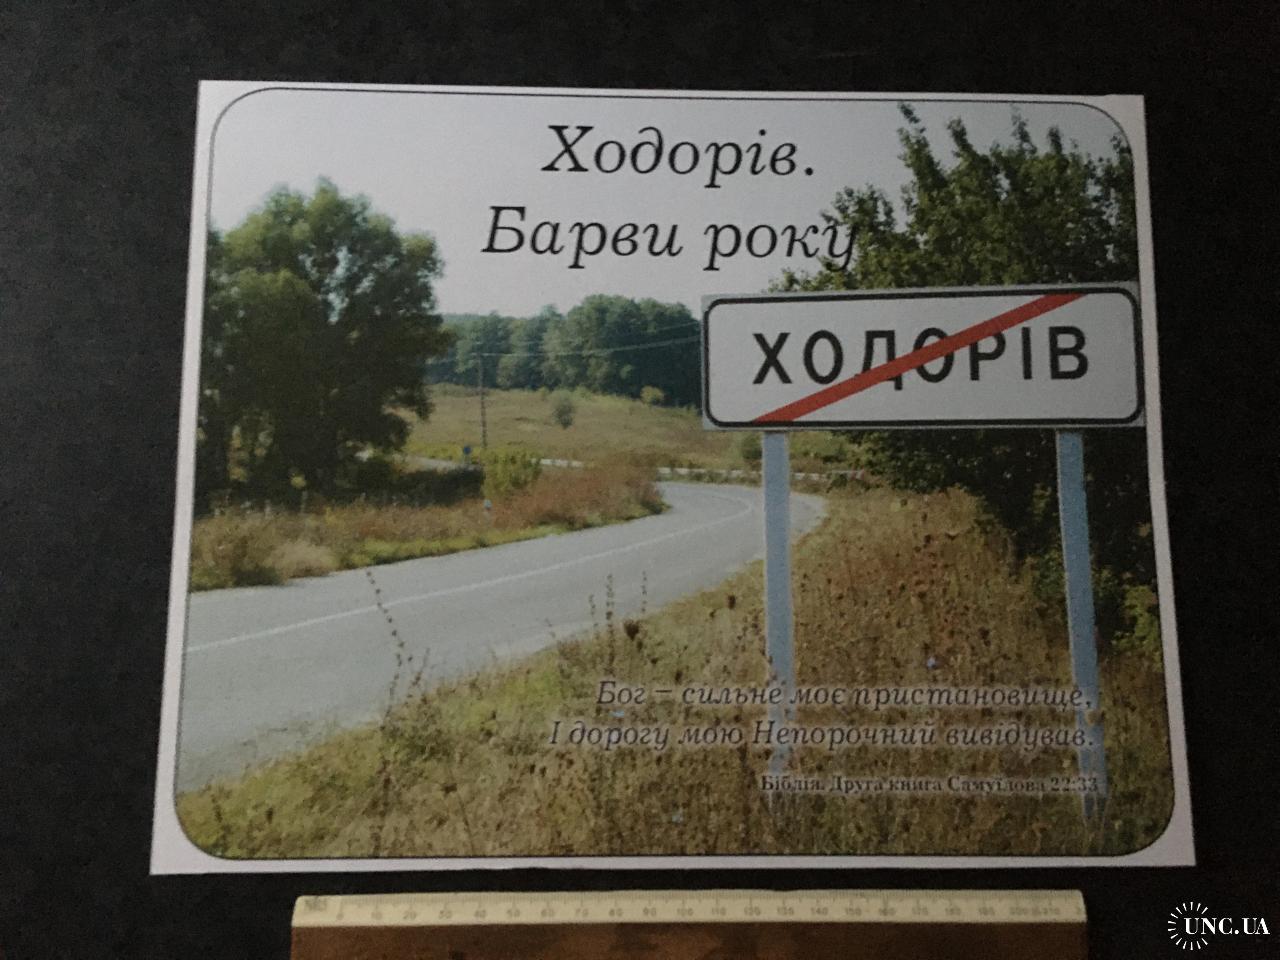 Ходорів.
Барви року
ХОДОРІВ
Бог – сильне моє пристановище,
І дорогу мою Непорочний вивідував.
Біблія. Друга книга Самуїлова 22:33
UNC.UA